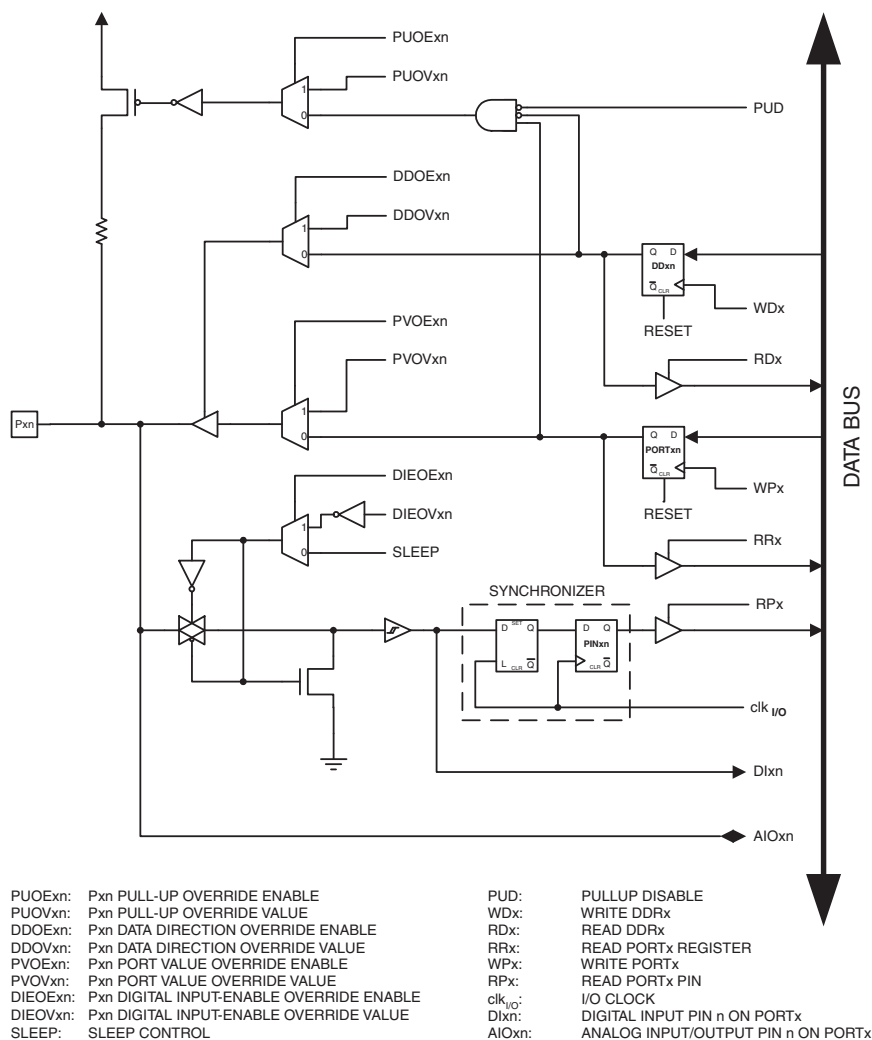 PUOExn
PUOVxn
1
0
PUD
DDOExn
DDOVxn
1
0
Q D
DDxn
Q CLR
WDx
RESET
PVOExn
RDx
PVOVxn
Pxn
1
0
Q D
PORTxn
Q CLR
DATA BUS
DIEOExn
WPx
DIEOVxn
RESET
1
0
SLEEP
RRx
SYNCHRONIZER
RPx
D SET Q
L CLR Q
D Q
PINxn
CLR Q
clk I/O
DIxn
AIOxn
PUOExn: Pxn PULL-UP OVERRIDE ENABLE
PUOVxn: Pxn PULL-UP OVERRIDE VALUE
DDOExn: Pxn DATA DIRECTION OVERRIDE ENABLE
DDOVxn: Pxn DATA DIRECTION OVERRIDE VALUE
PVOExn: Pxn PORT VALUE OVERRIDE ENABLE
PVOVxn: Pxn PORT VALUE OVERRIDE VALUE
DIEOExn: Pxn DIGITAL INPUT-ENABLE OVERRIDE ENABLE
DIEOVxn: Pxn DIGITAL INPUT-ENABLE OVERRIDE VALUE
SLEEP: SLEEP CONTROL
PUD: PULLUP DISABLE
WDx: WRITE DDRx
RDx: READ DDRx
RRx: READ PORTx REGISTER
WPx: WRITE PORTx
RPx: READ PORTx PIN
clkI/O: I/O CLOCK
DIxn: DIGITAL INPUT PIN n ON PORTx
AIOxn: ANALOG INPUT/OUTPUT PIN n ON PORTx